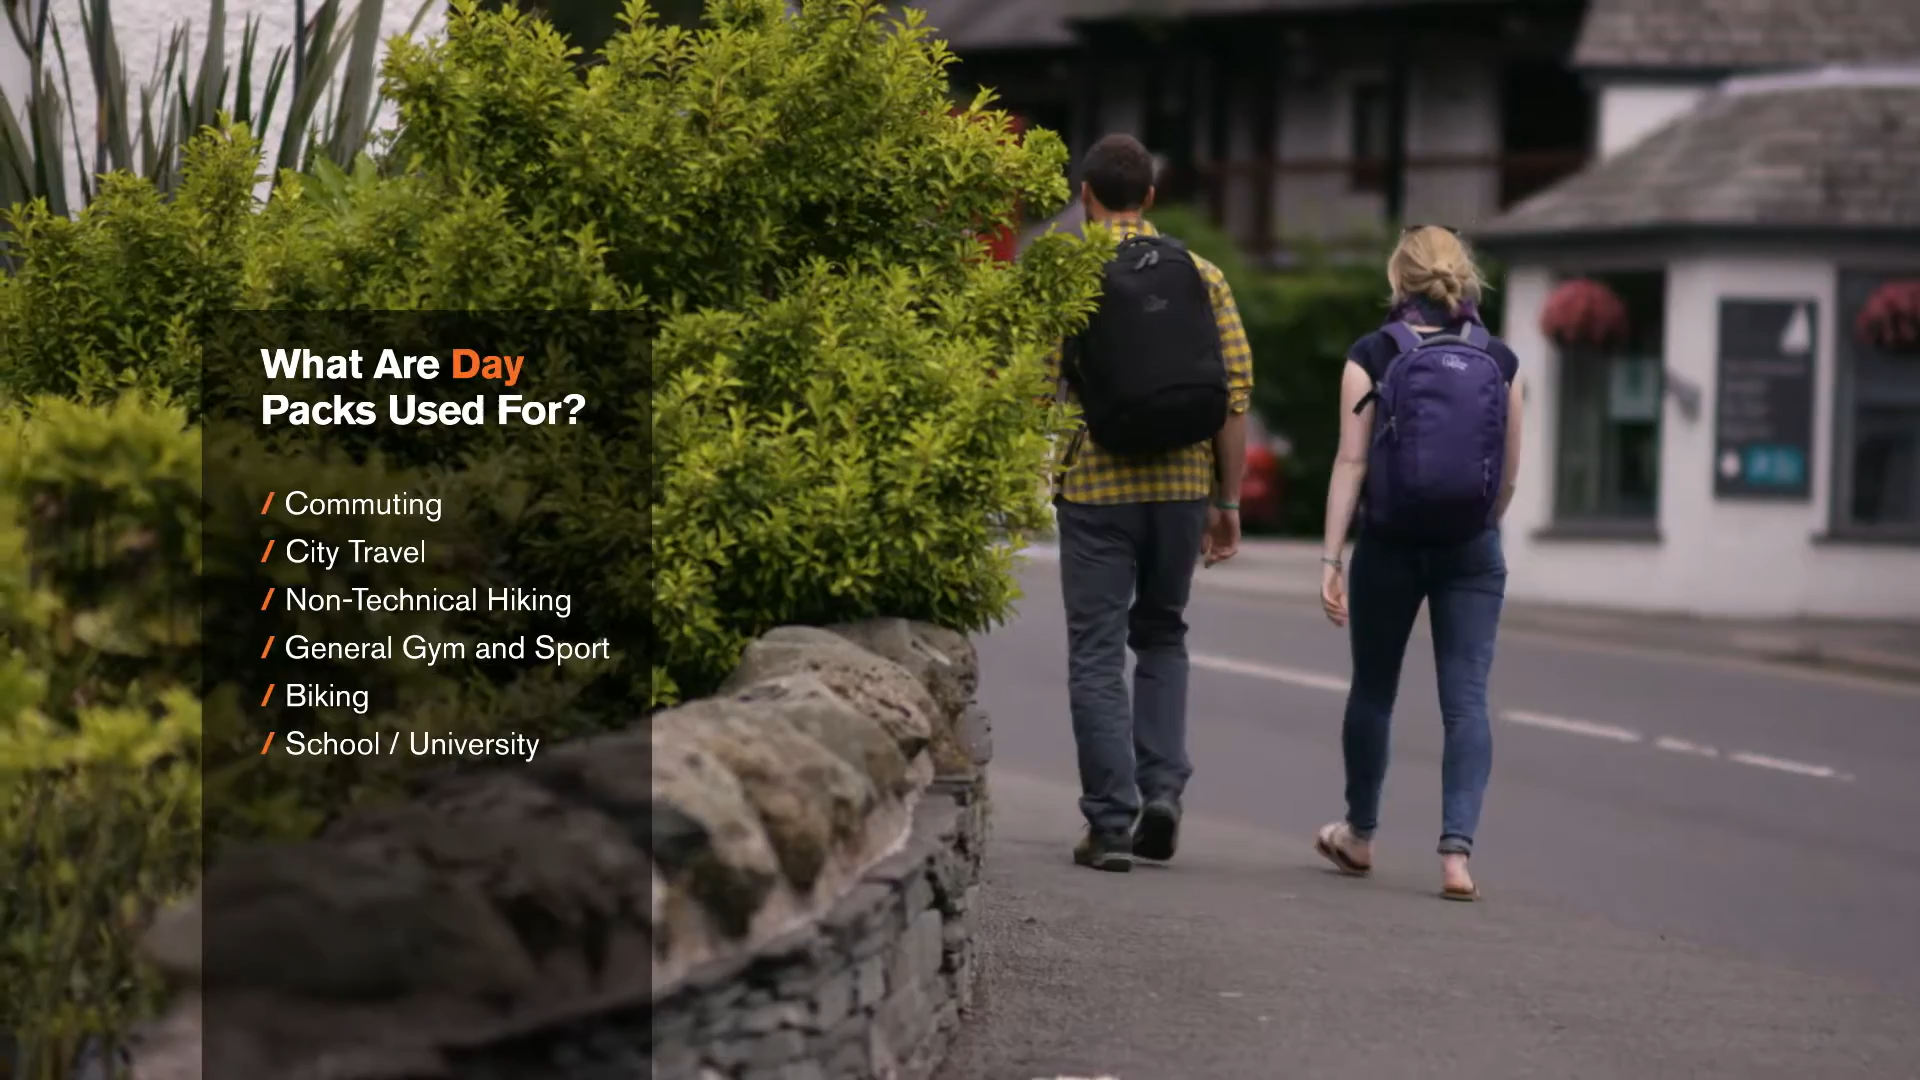 What Are Day
Packs Used For?
/ Commuting
/ City Travel
/ Non-Technical Hiking
/ General Gym and Sport
/ Biking
/ School / University